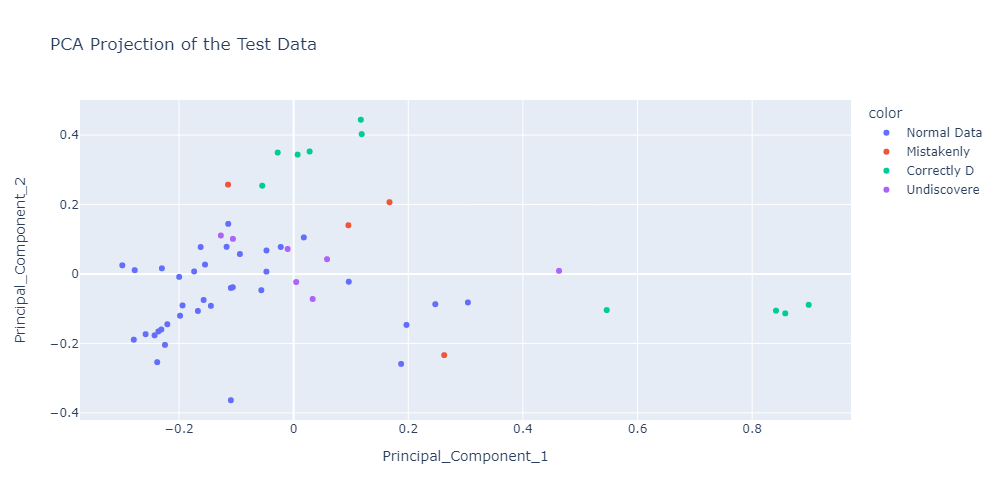 PCA Projection of the Test Data
color
Normal Data
Mistakenly
Correctly D
Undiscovere
Principal_Component_2
0.4
0.2
0
−0.2
−0.4
−0.2
0
0.2
0.4
0.6
0.8
Principal_Component_1